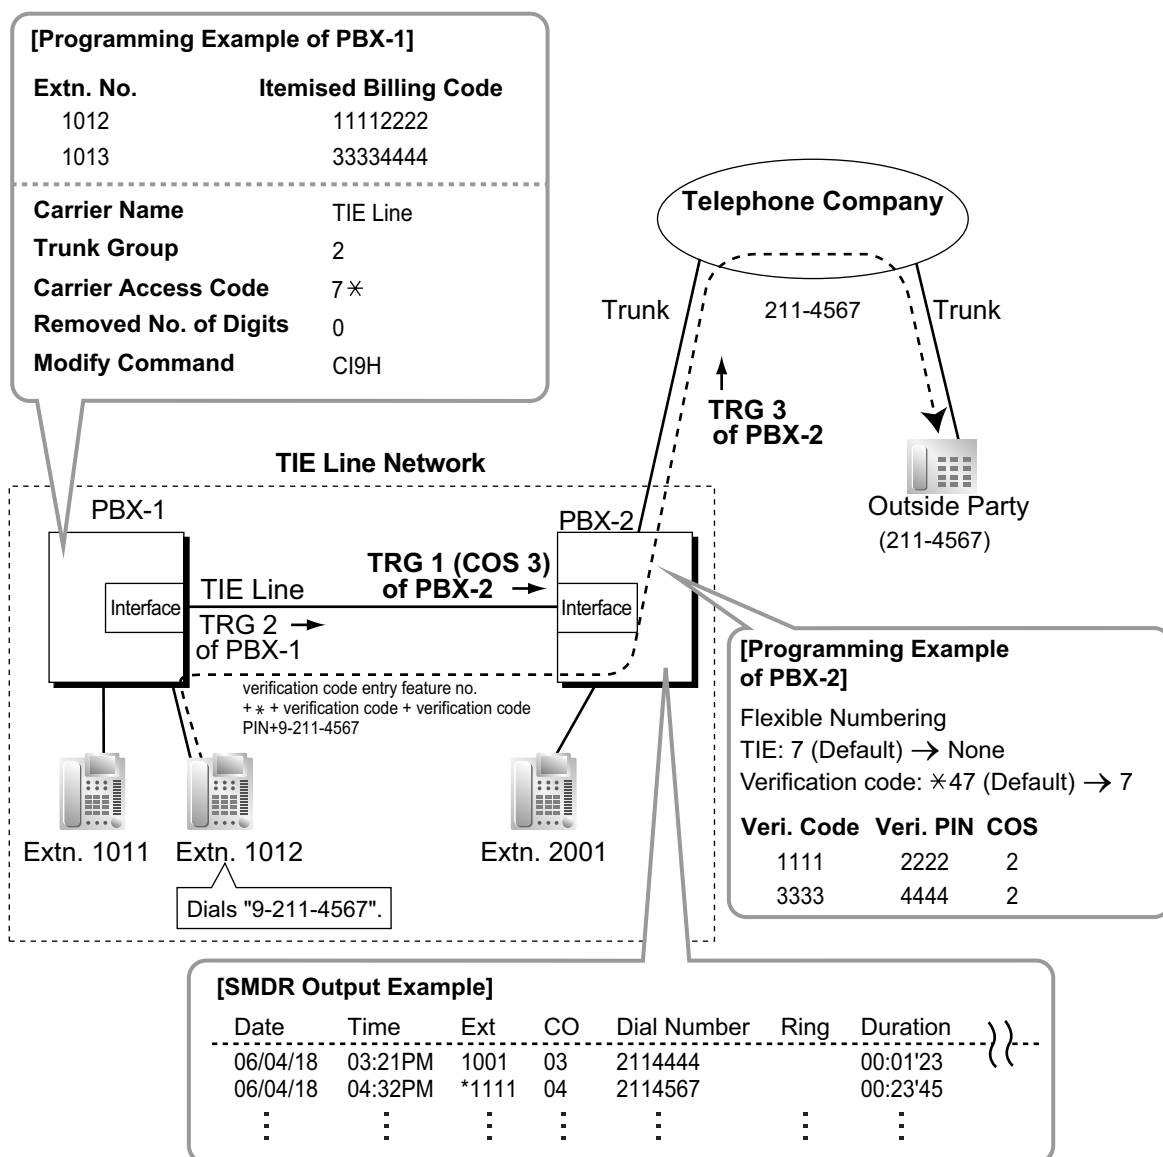 [Programming Example of PBX-1]
Extn. No. Itemised Billing Code
1012 11112222
1013 33334444
Carrier Name TIE Line
Trunk Group 2
Carrier Access Code 7*
Removed No. of Digits 0
Modify Command CI9H
Telephone Company
Trunk 211-4567 Trunk
TRG 3
of PBX-2
Outside Party
(211-4567)
TIE Line Network
PBX-1
PBX-2
Interface
TIE Line
TRG 1 (COS 3)
of PBX-2 →
Interface
TRG 2 →
of PBX-1
verification code entry feature no.
+ * + verification code + verification code
PIN+9-211-4567
Extn. 1011 Extn. 1012 Extn. 2001
Dials "9-211-4567".
[Programming Example
of PBX-2]
Flexible Numbering
TIE: 7 (Default) → None
Verification code: *47 (Default) → 7
Veri. Code Veri. PIN COS
1111 2222 2
3333 4444 2
[SMDR Output Example]
Date Time Ext CO Dial Number Ring Duration
06/04/18 03:21PM 1001 03 2114444 00:01'23
06/04/18 04:32PM *1111 04 2114567 00:23'45